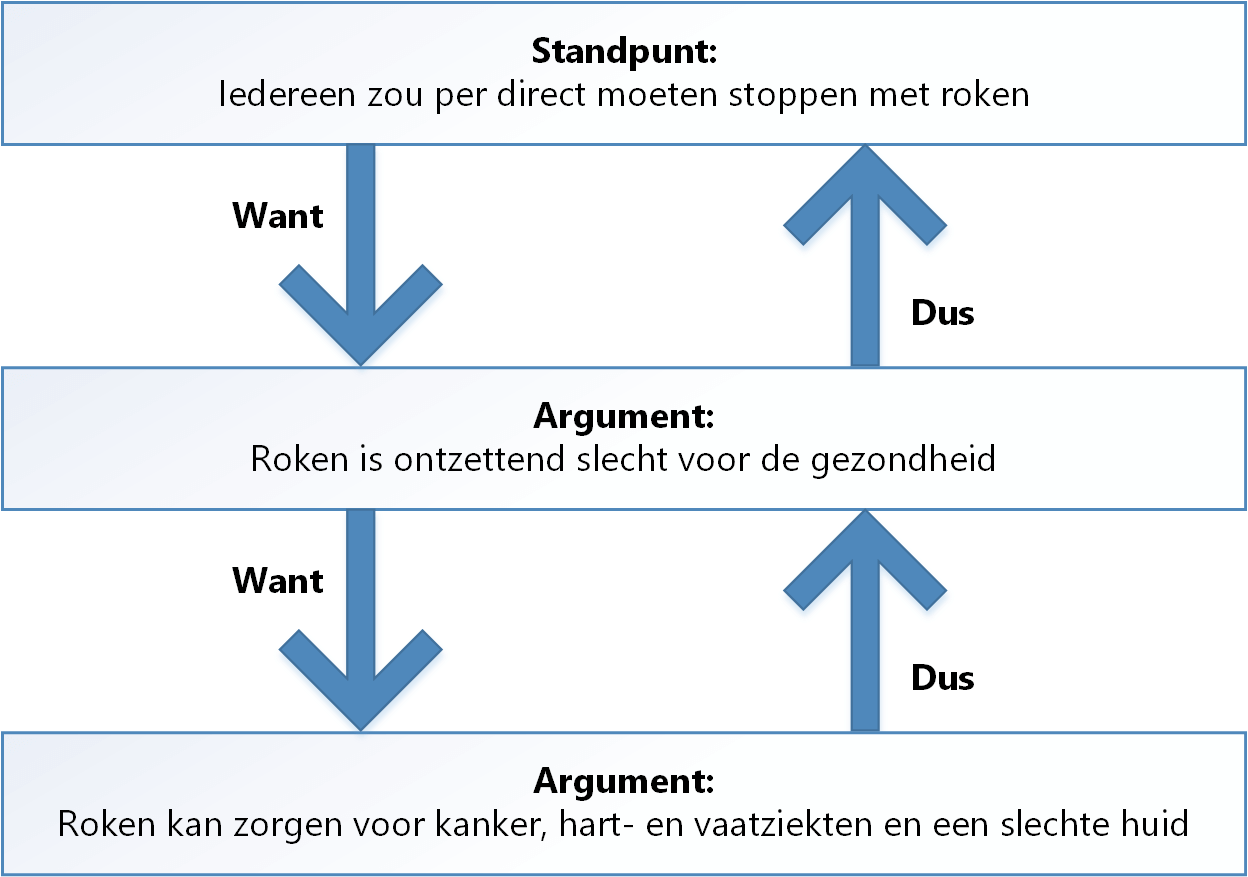 Standpunt:
Iedereen zou per direct moeten stoppen met roken
Want
Dus
Argument:
Roken is ontzettend slecht voor de gezondheid
Want
Dus
Argument:
Roken kan zorgen voor kanker, hart- en vaatziekten en een slechte huid